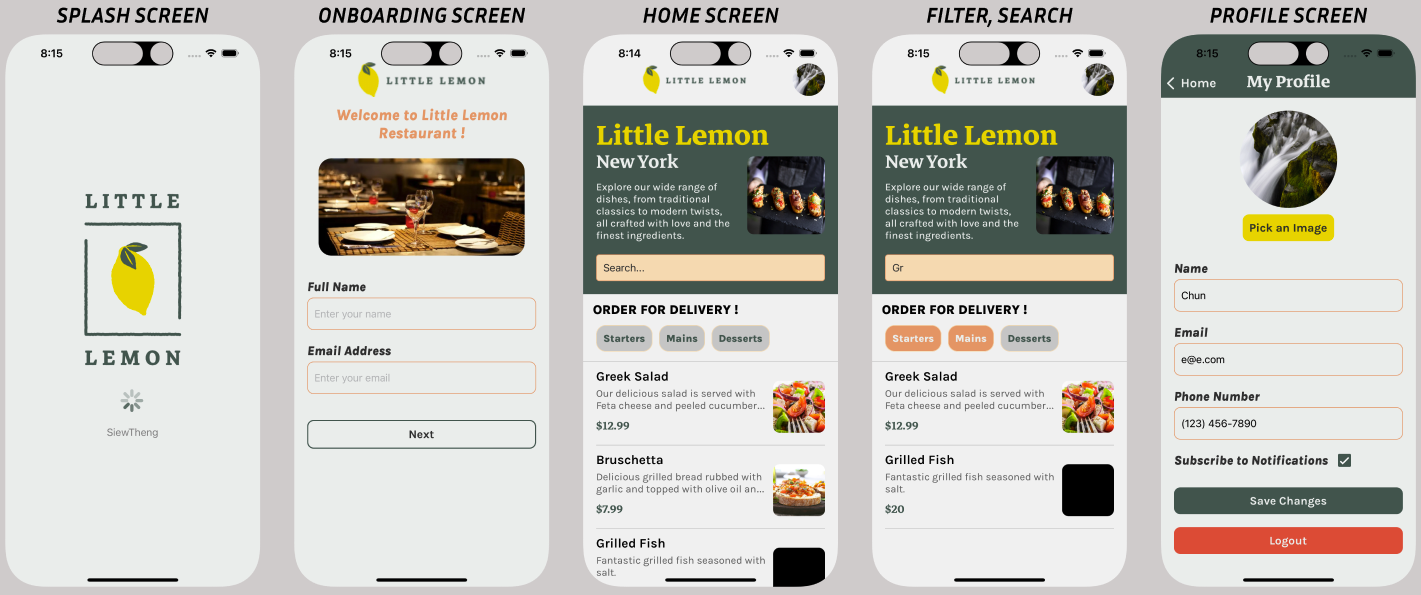 SPLASH SCREEN
LITTLE
LEMON
SiewTheng
ONBOARDING SCREEN
8:15
LITTLE LEMON
Welcome to Little Lemon
Restaurant !
Full Name
Enter your name
Email Address
Enter your email
Next
HOME SCREEN
8:14
LITTLE LEMON
Little Lemon
New York
Explore our wide range of
dishes, from traditional
classics to modern twists,
all crafted with love and the
finest ingredients.
Search...
ORDER FOR DELIVERY !
Starters
Mains
Desserts
Greek Salad
Our delicious salad is served with
Feta cheese and peeled cucumber...
$12.99
Bruschetta
Delicious grilled bread rubbed with
garlic and topped with olive oil an...
$7.99
Grilled Fish
Fantastic grilled fish seasoned with
salt.
FILTER, SEARCH
8:15
LITTLE LEMON
Little Lemon
New York
Explore our wide range of
dishes, from traditional
classics to modern twists,
all crafted with love and the
finest ingredients.
Gr
ORDER FOR DELIVERY !
Starters
Mains
Desserts
Greek Salad
Our delicious salad is served with
Feta cheese and peeled cucumber...
$12.99
Grilled Fish
Fantastic grilled fish seasoned with
salt.
$20
PROFILE SCREEN
8:15
Home
My Profile
Pick an Image
Name
Chun
Email
e@e.com
Phone Number
(123) 456-7890
Subscribe to Notifications
Save Changes
Logout